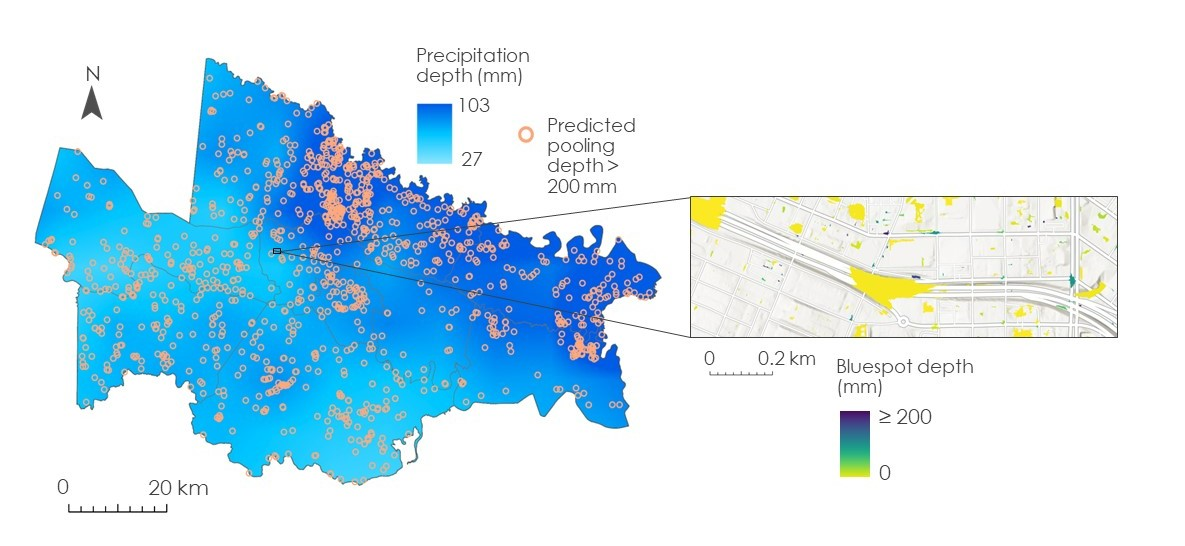 N
Precipitation
depth (mm)
103
27
Predicted
pooling
depth >
200 mm
0
20 km
0
0.2 km
Bluespot depth
(mm)
≥ 200
0